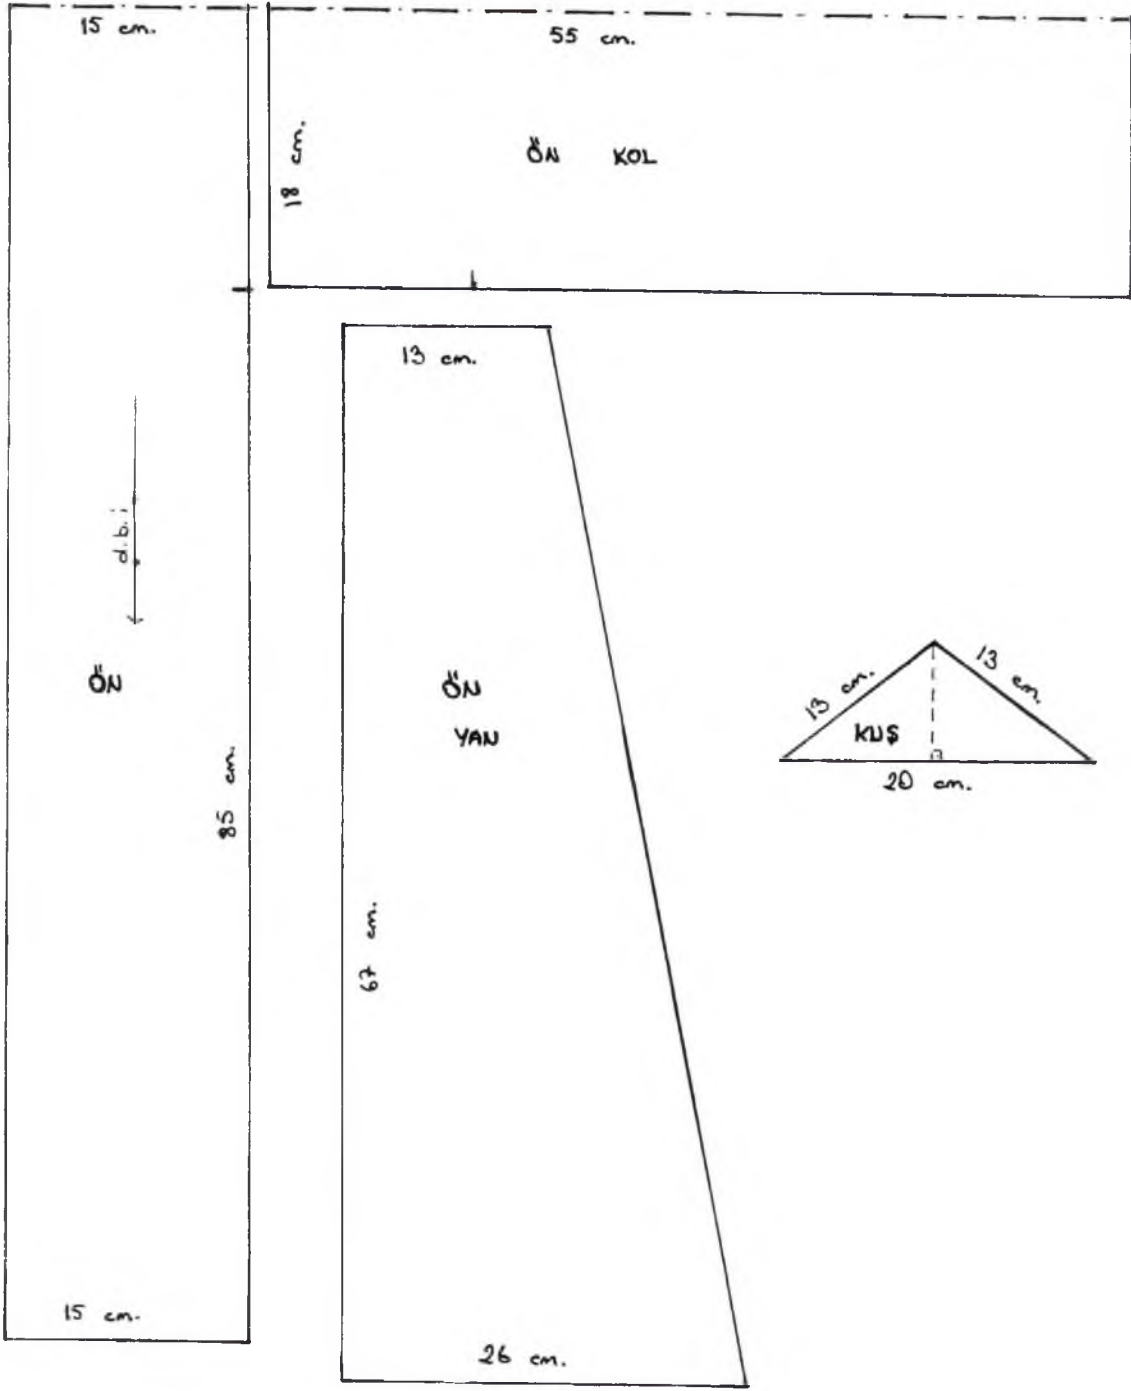 15 cm.
55 cm.
18 cm.
ÖN KOL
13 cm.
d.b.i
ÖN
85 cm.
15 cm.
ÖN
YAN
67 cm.
26 cm.
13 cm.
13 cm.
KUŞ
20 cm.